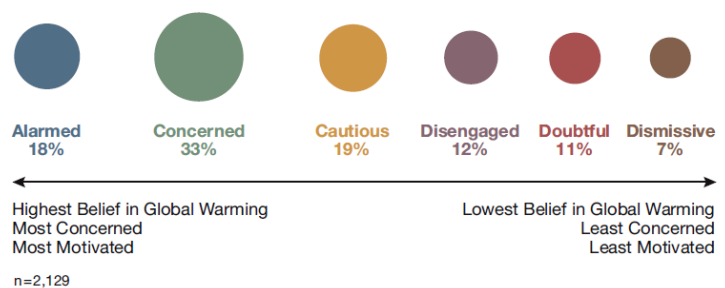 Alarmed
18%
Concerned
33%
Cautious
19%
Disengaged
12%
Doubtful
11%
Dismissive
7%
Highest Belief in Global Warming
Most Concerned
Most Motivated
Lowest Belief in Global Warming
Least Concerned
Least Motivated
n=2,129